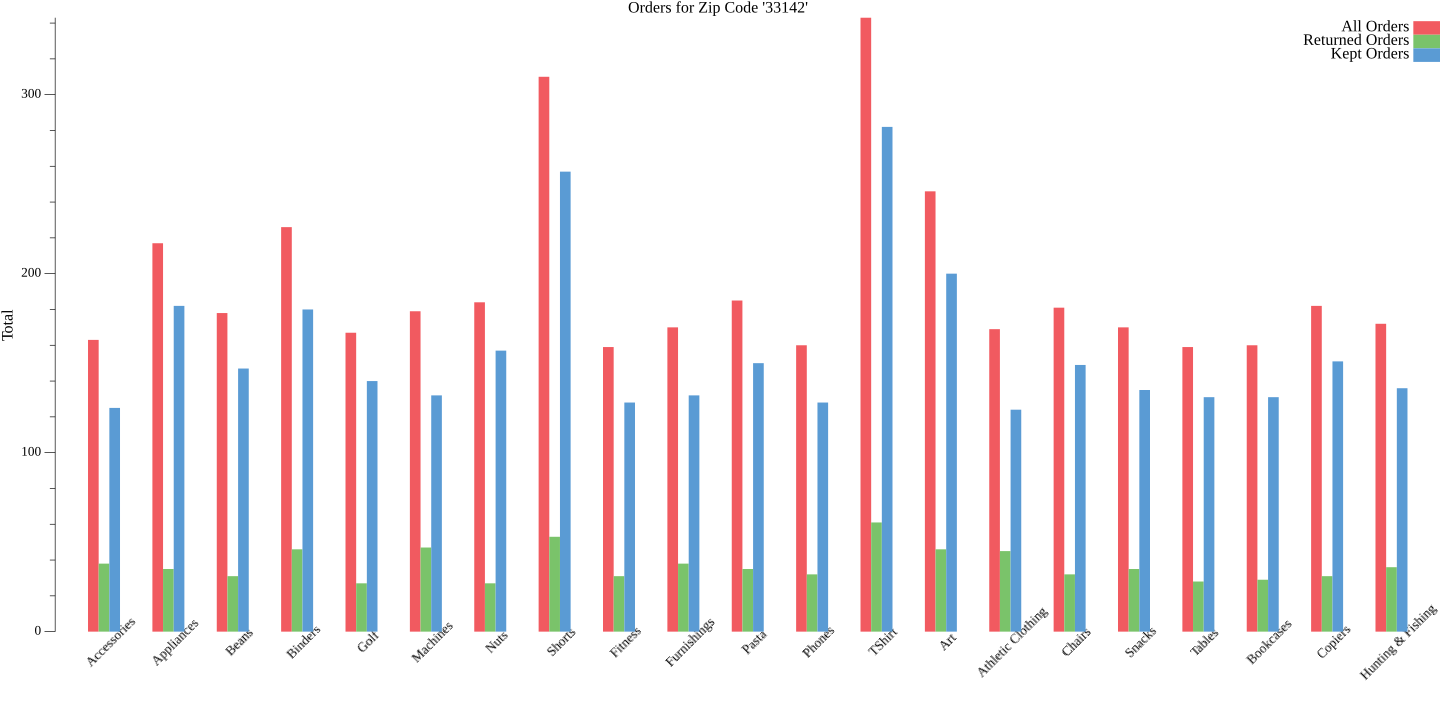 Orders for Zip Code '33142'
All Orders
Returned Orders
Kept Orders
Total
300
200
100
0
Accessories
Appliances
Beans
Binders
Golf
Machines
Nuts
Shorts
Fitness
Furnishings
Pasta
Phones
TShirt
Art
Athletic Clothing
Chairs
Snacks
Tables
Bookcases
Copiers
Hunting & Fishing